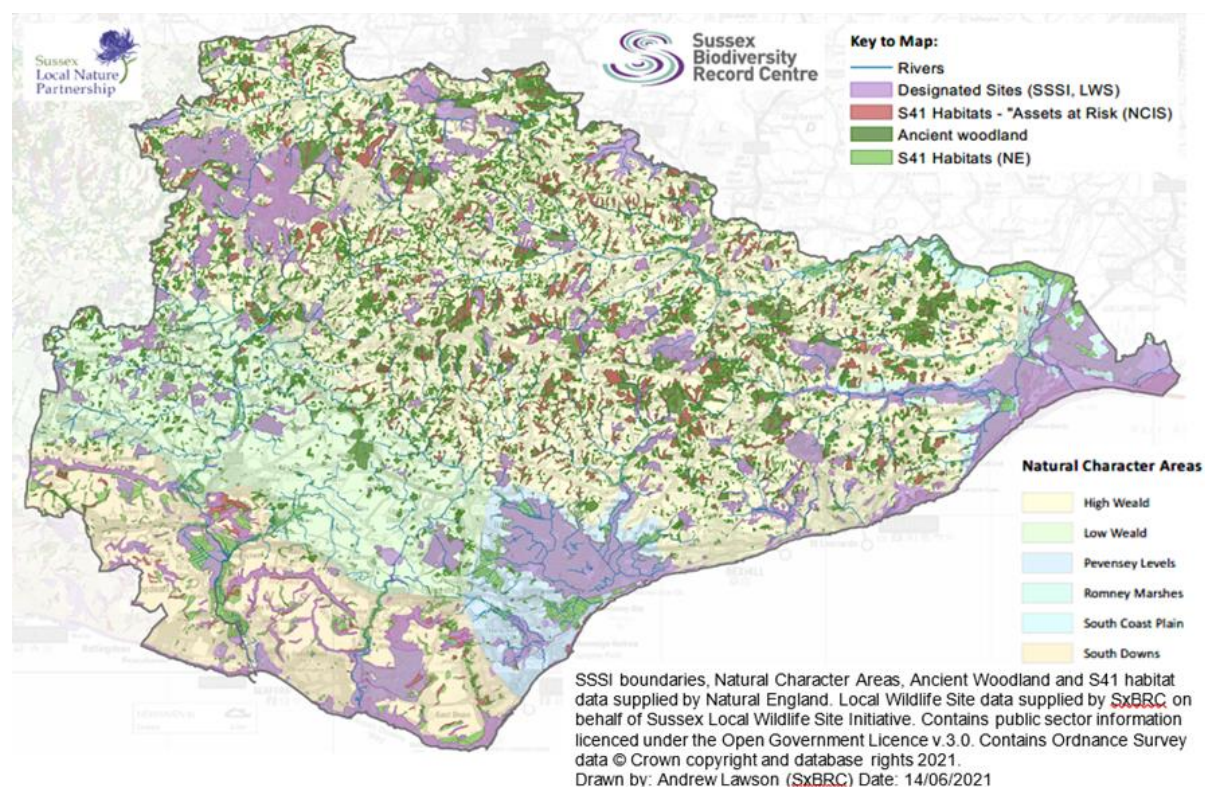 Sussex
Local Nature
Partnership
Sussex
Biodiversity
Record Centre
Key to Map:
Rivers
Designated Sites (SSSI, LWS)
S41 Habitats - "Assets at Risk (NCIS)
Ancient woodland
S41 Habitats (NE)
Natural Character Areas
High Weald
Low Weald
Pevensey Levels
Romney Marshes
South Coast Plain
South Downs
SSSI boundaries, Natural Character Areas, Ancient Woodland and S41 habitat
data supplied by Natural England. Local Wildlife Site data supplied by SxBRC on
behalf of Sussex Local Wildlife Site Initiative. Contains public sector information
licenced under the Open Government Licence v.3.0. Contains Ordnance Survey
data © Crown copyright and database rights 2021.
Drawn by: Andrew Lawson (SxBRC) Date: 14/06/2021